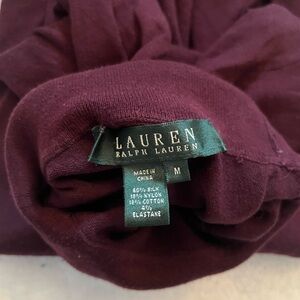 LAUREN
RALPH LAUREN
MADE IN
CHINA
M
60% SILK
18% NYLON
18% COTTON
4%
ELASTANE